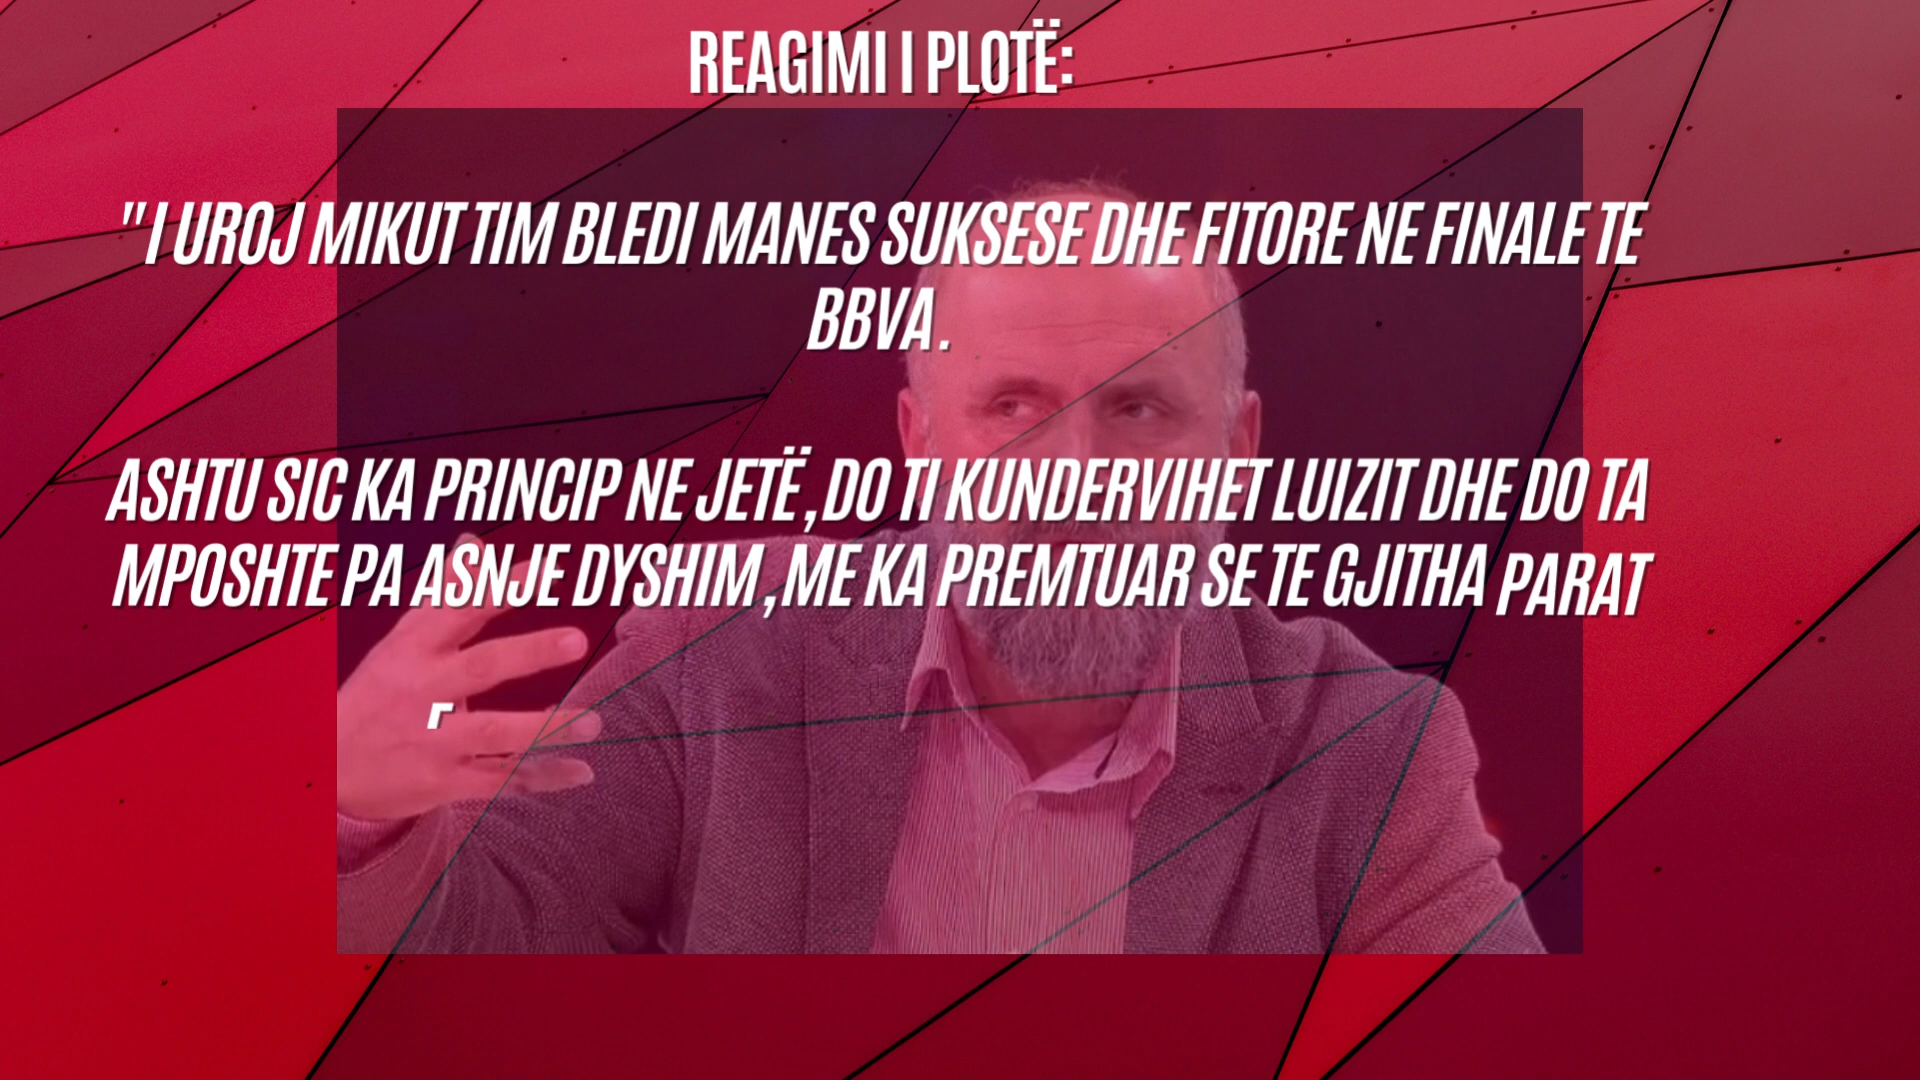 REAGIMI I PLOTË:
"I UROJ MIKUT TIM BLEDI MANES SUKSESE DHE FITORE NE FINALE TE
BBVA.
ASHTU SIC KA PRINCIP NE JETË,DO TI KUNDERVIHET LUIZIT DHE DO TA
MPOSHTE PA ASNJE DYSHIM,ME KA PREMTUAR SE TE GJITHA PARAT